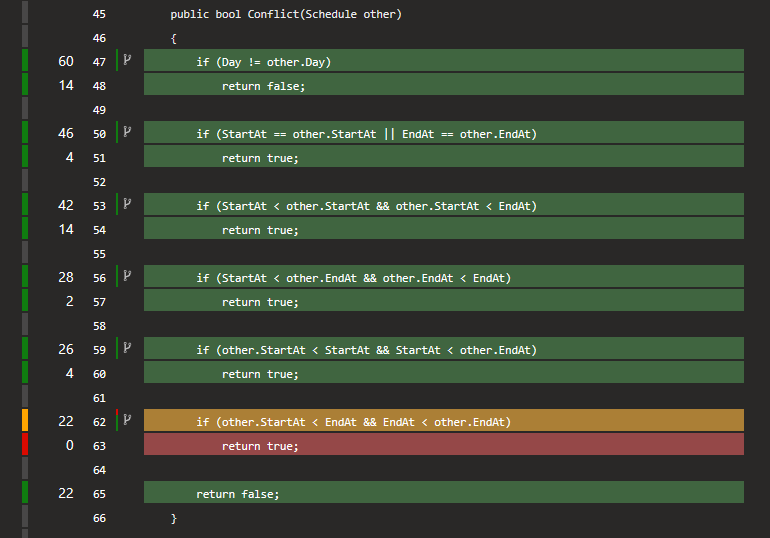 45 public bool Conflict(Schedule other)
46 {
60 47 if (Day != other.Day)
14 48 return false;
49
46 50 if (StartAt == other.StartAt || EndAt == other.EndAt)
4 51 return true;
52
42 53 if (StartAt < other.StartAt && other.StartAt < EndAt)
14 54 return true;
55
28 56 if (StartAt < other.EndAt && other.EndAt < EndAt)
2 57 return true;
58
26 59 if (other.StartAt < StartAt && StartAt < other.EndAt)
4 60 return true;
61
22 62 if (other.StartAt < EndAt && EndAt < other.EndAt)
0 63 return true;
64
22 65 return false;
66 }